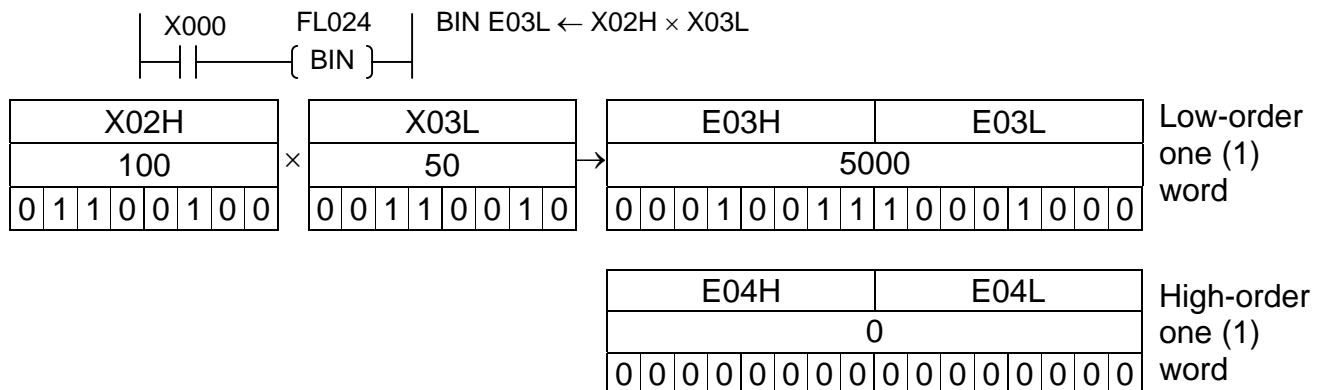 X000 FL024 BIN E03L ← X02H × X03L
BIN
X02H X03L E03H E03L Low-order
100 × 50 → 5000 one (1)
0 1 1 0 0 1 0 0 0 0 1 1 0 0 1 0 0 0 0 1 0 0 1 1 1 0 0 0 1 0 0 0 word
E04H E04L High-order
0 one (1)
0 0 0 0 0 0 0 0 0 0 0 0 0 0 0 0 word